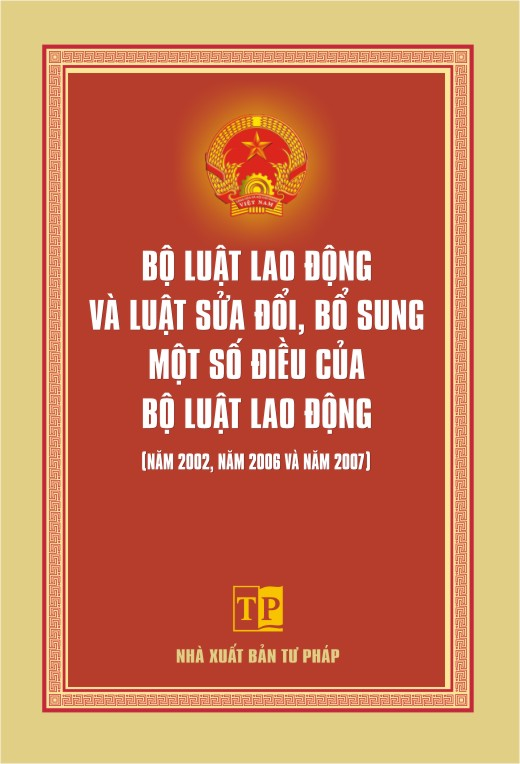 VIỆT NAM
BỘ LUẬT LAO ĐỘNG
VÀ LUẬT SỬA ĐỔI, BỔ SUNG
MỘT SỐ ĐIỀU CỦA
BỘ LUẬT LAO ĐỘNG
(NĂM 2002, NĂM 2006 VÀ NĂM 2007)
TP
NHÀ XUẤT BẢN TƯ PHÁP